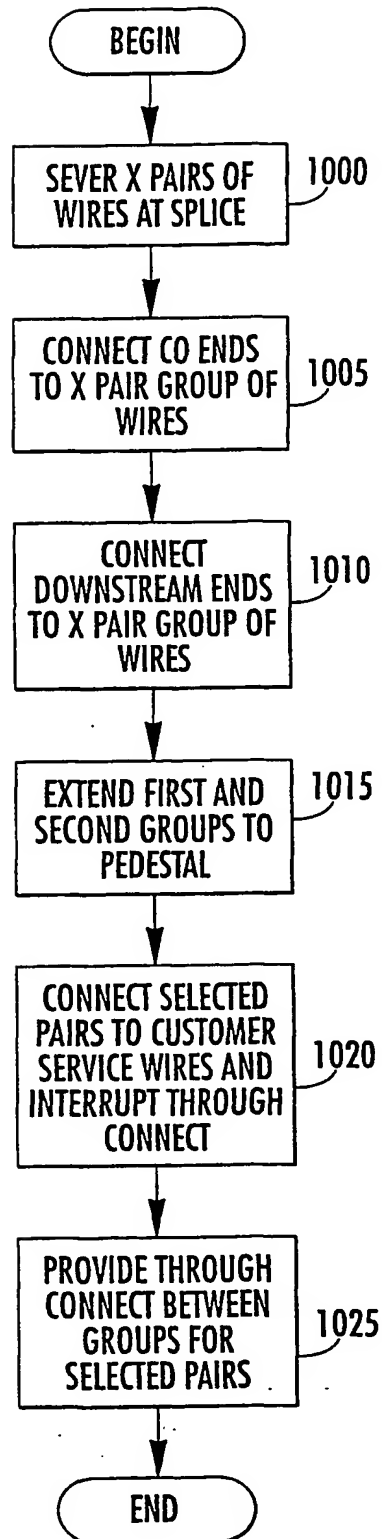 BEGIN
SEVER X PAIRS OF
WIRES AT SPLICE
1000
CONNECT CO ENDS
TO X PAIR GROUP OF
WIRES
1005
CONNECT
DOWNSTREAM ENDS
TO X PAIR GROUP OF
WIRES
1010
EXTEND FIRST AND
SECOND GROUPS TO
PEDESTAL
1015
CONNECT SELECTED
PAIRS TO CUSTOMER
SERVICE WIRES AND
INTERRUPT THROUGH
CONNECT
1020
PROVIDE THROUGH
CONNECT BETWEEN
GROUPS FOR
SELECTED PAIRS
1025
END